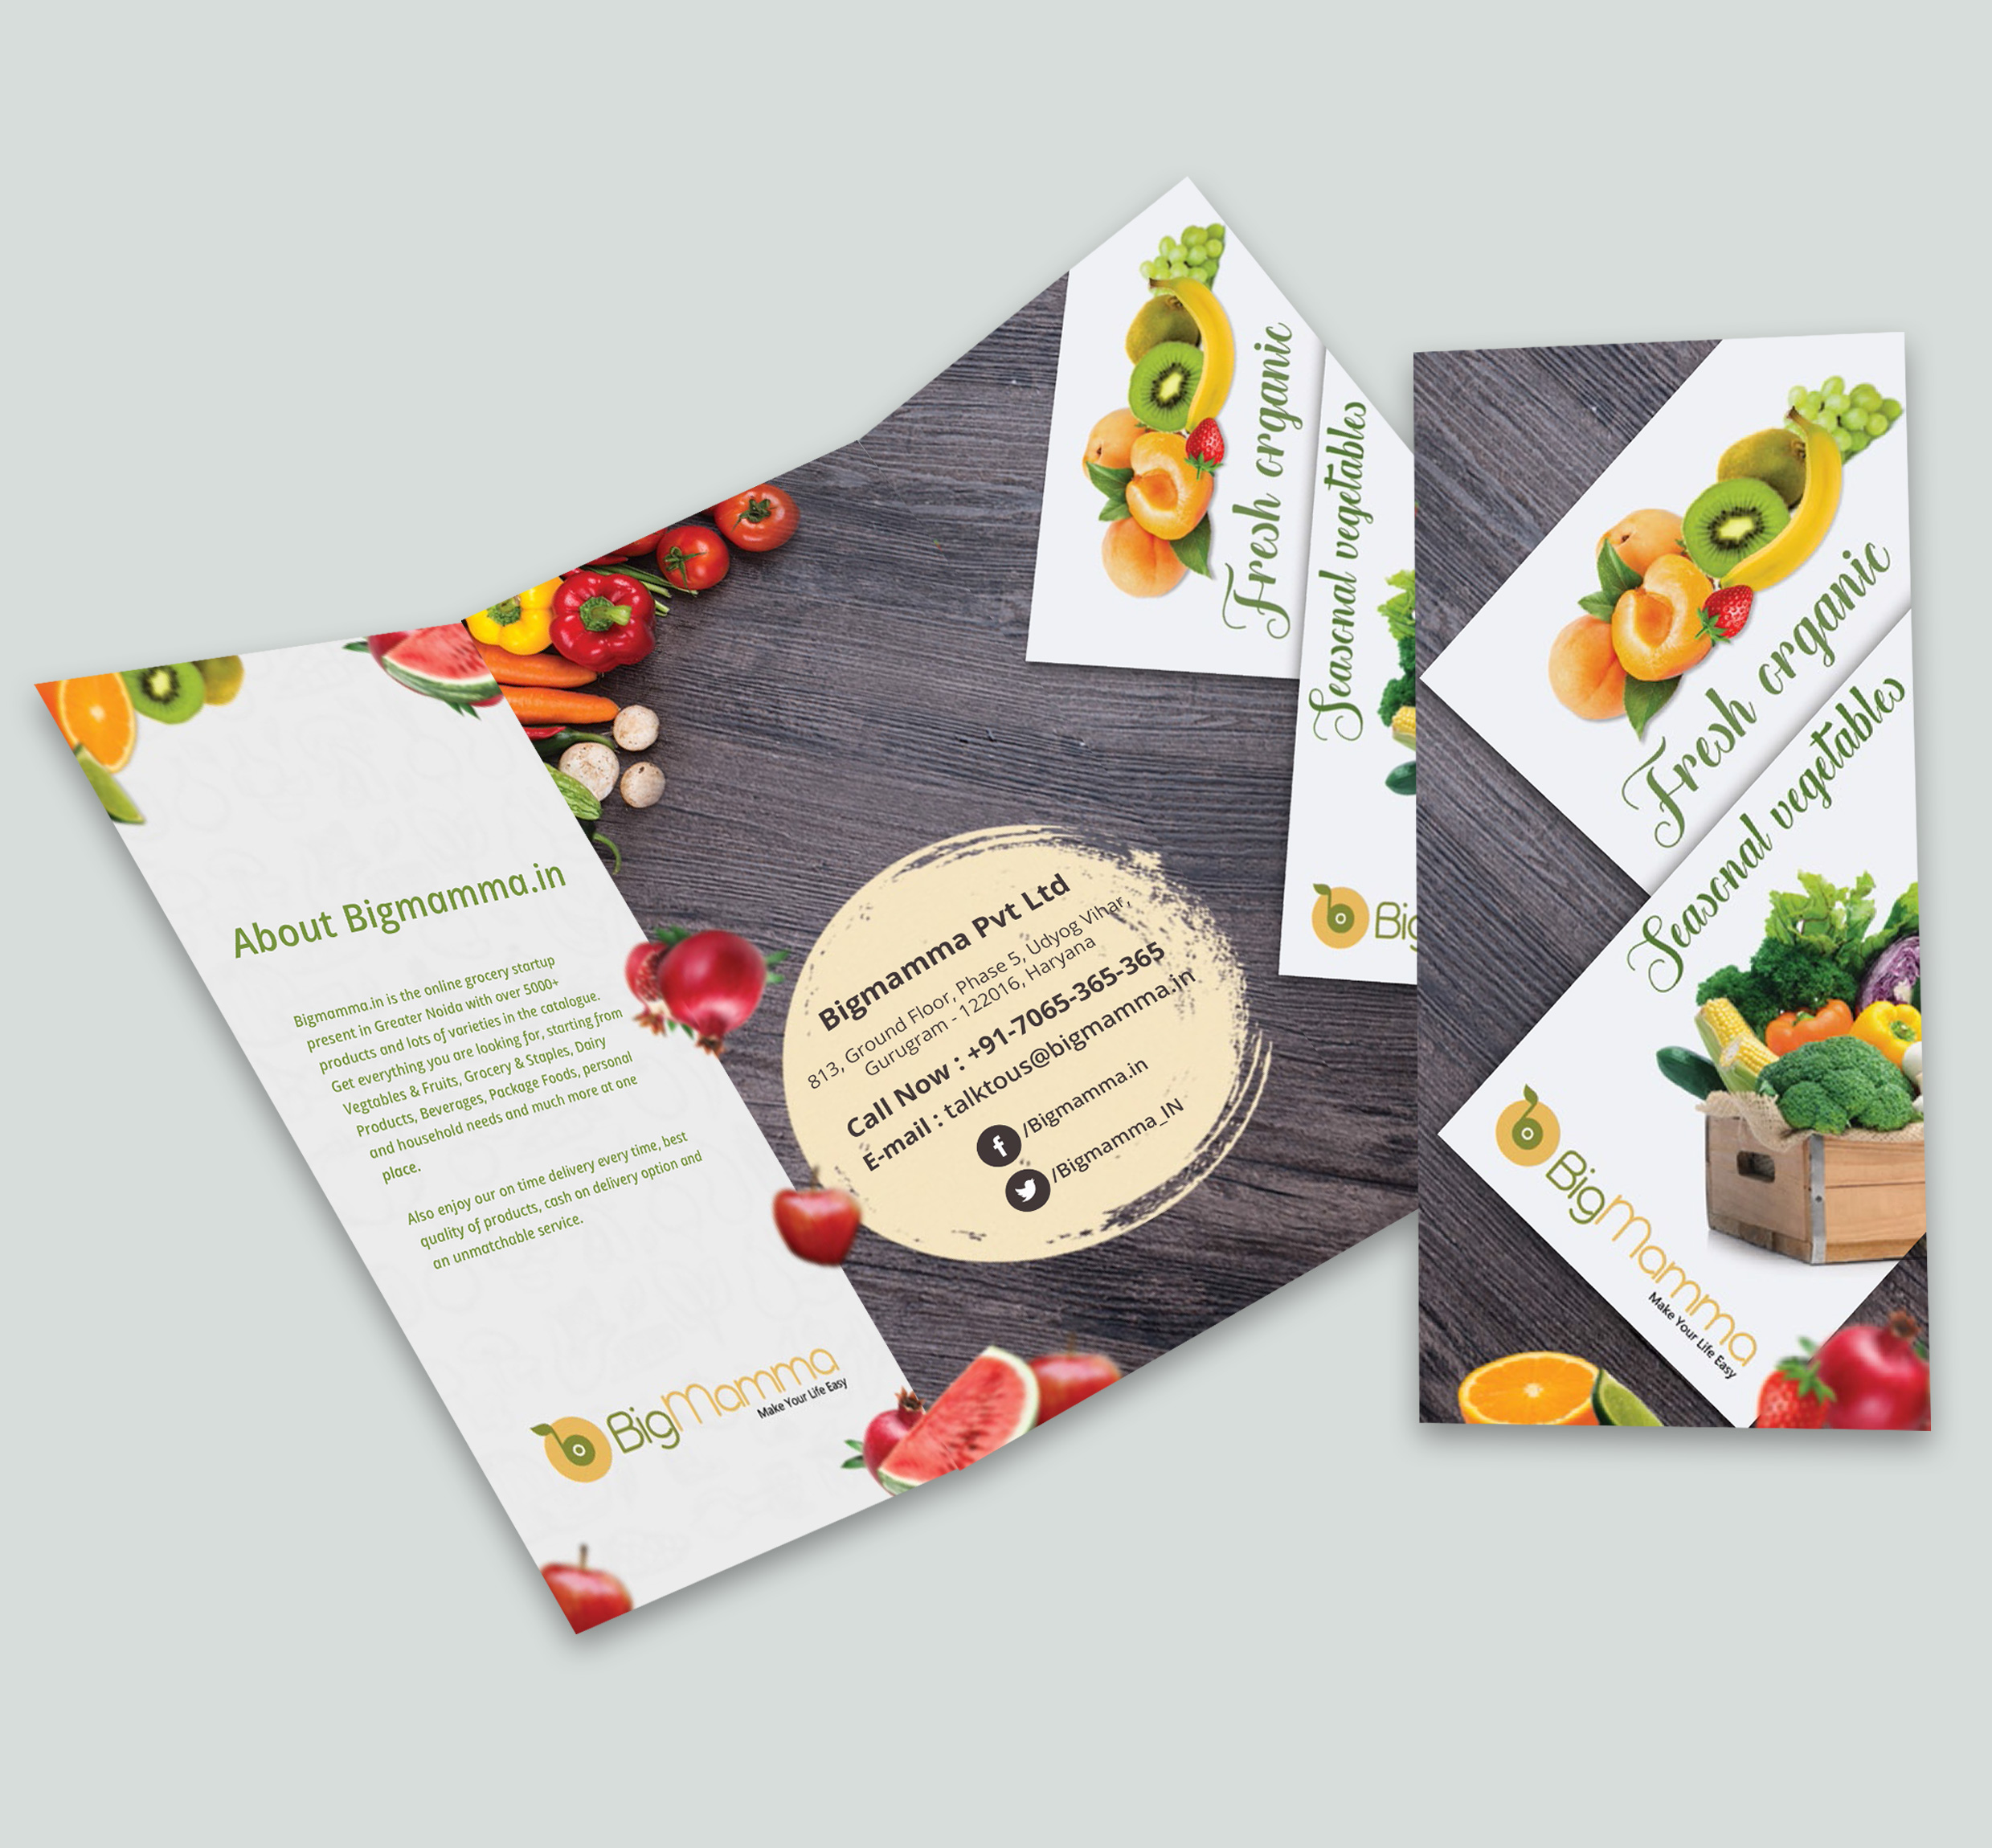 About Bigmamma.in
Bigmamma.in is the online grocery startup
present in Greater Noida with over 5000+
products and lots of varieties in the catalogue.
Get everything you are looking for, starting from
Vegtables & Fruits, Grocery & Staples, Dairy
Products, Beverages, Package Foods, personal
and household needs and much more at one
place.
Also enjoy our on time delivery every time, best
quality of products, cash on delivery option and
an unmatchable service.
BigMamma
Make Your Life Easy
Bigmamma Pvt Ltd
813, Ground Floor, Phase 5, Udyog Vihar,
Gurugram - 122016, Haryana
Call Now : +91-7065-365-365
E-mail : talktous@bigmamma.in
/Bigmamma.in
/Bigmamma_IN
Fresh organic
Seasonal vegetables
Big
Fresh organic
Seasonal vegetables
BigMamma
Make Your Life Easy